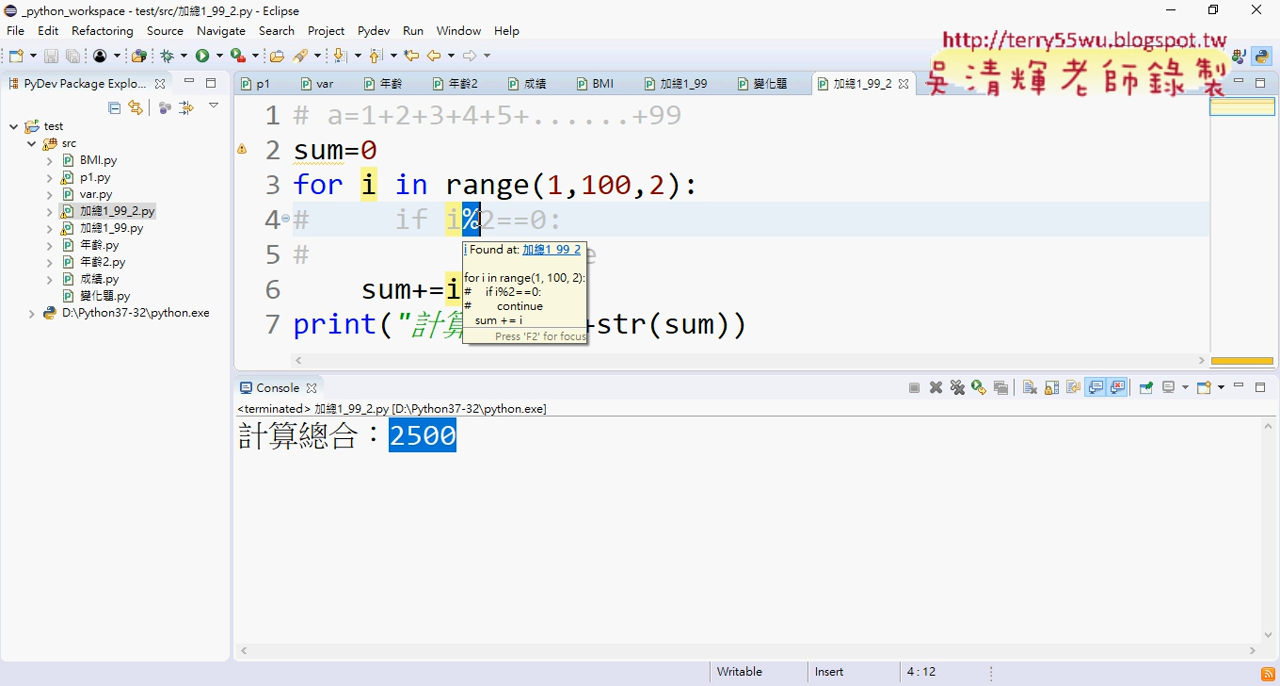 _python_workspace - test/src/加總1_99_2.py - Eclipse
File Edit Refactoring Source Navigate Search Project Pydev Run Window Help
http://terry55wu.blogspot.tw
吳清輝老師錄製
PyDev Package Explo...
p1 var 年齡 年齡2 成績 BMI 加總1_99 變化題 加總1_99_2
test
src
BMI.py
p1.py
var.py
加總1_99_2.py
加總1_99.py
年齡.py
年齡2.py
成績.py
變化題.py
D:\Python37-32\python.exe
1 # a=1+2+3+4+5+......+99
2 sum=0
3 for i in range(1,100,2):
4 # if i%2==0:
5 # e
6 sum+=i
7 print("計算 +str(sum))
i Found at: 加總1_99_2
for i in range(1, 100, 2):
# if i%2==0:
# continue
sum += i
Press 'F2' for focus
Console
<terminated> 加總1_99_2.py [D:\Python37-32\python.exe]
計算總合：2500
Writable Insert 4 : 12